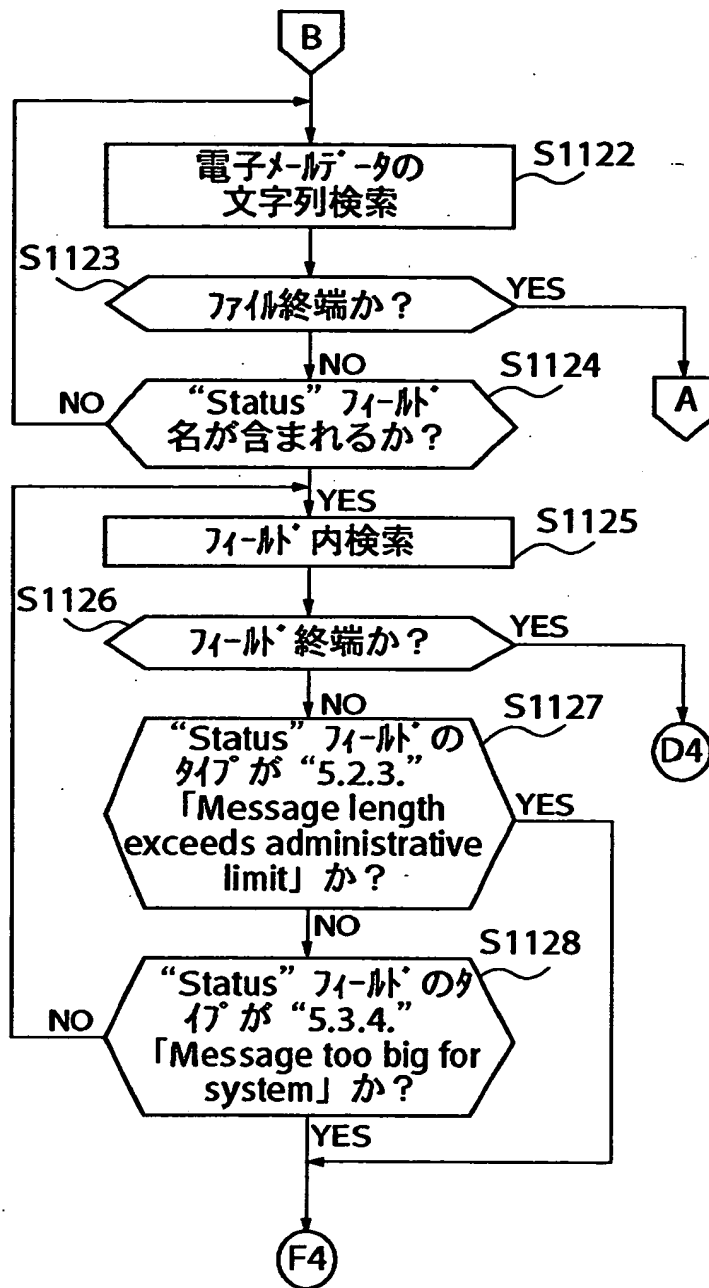 B
電子ﾒｰﾙﾃﾞｰﾀの
文字列検索
S1122
S1123
ﾌｧｲﾙ終端か？
YES
NO
A
S1124
NO
“Status” ﾌｨｰﾙﾄﾞ
名が含まれるか？
YES
ﾌｨｰﾙﾄﾞ内検索
S1125
S1126
ﾌｨｰﾙﾄﾞ終端か？
YES
NO
D4
S1127
“Status” ﾌｨｰﾙﾄﾞの
ﾀｲﾌﾟが “5.2.3.”
「Message length
exceeds administrative
limit」か？
YES
NO
S1128
“Status” ﾌｨｰﾙﾄﾞのﾀ
ｲﾌﾟが “5.3.4.”
「Message too big for
system」か？
NO
YES
F4